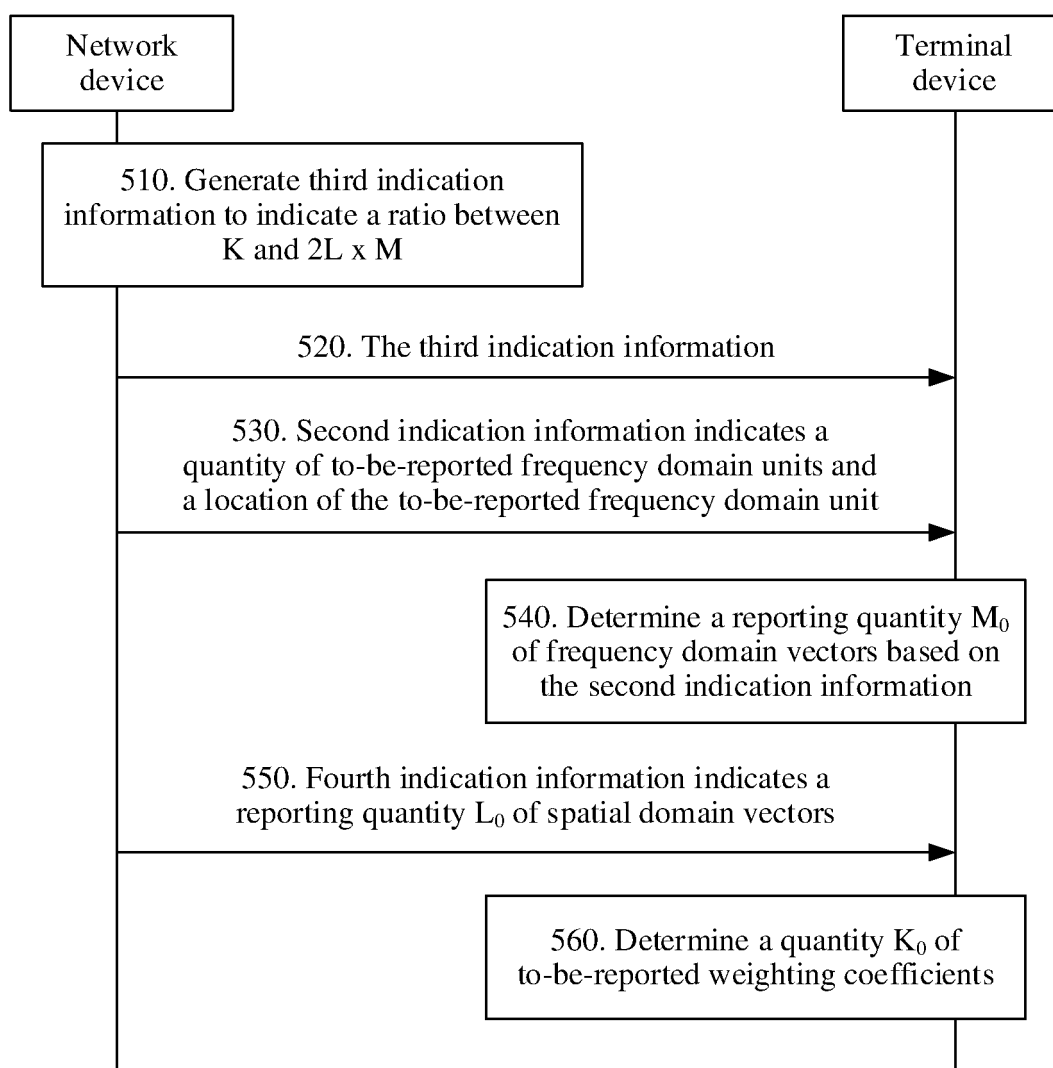 Network
device
Terminal
device
510. Generate third indication
information to indicate a ratio between
K and 2L x M
520. The third indication information
530. Second indication information indicates a
quantity of to-be-reported frequency domain units and
a location of the to-be-reported frequency domain unit
540. Determine a reporting quantity M₀
of frequency domain vectors based on
the second indication information
550. Fourth indication information indicates a
reporting quantity L₀ of spatial domain vectors
560. Determine a quantity K₀ of
to-be-reported weighting coefficients